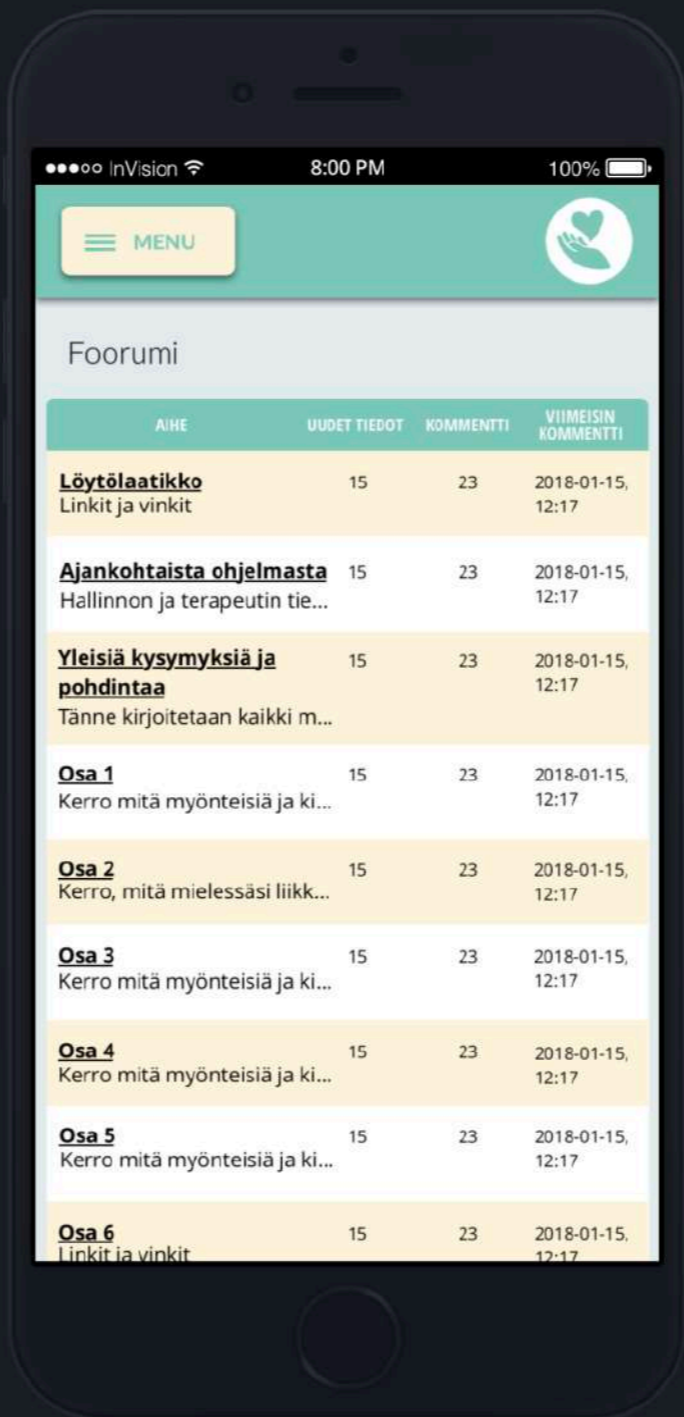 InVision 8:00 PM 100%
MENU
Foorumi
AIHE UUDET TIEDOT KOMMENTTI VIIMEISIN KOMMENTTI
Löytölaatikko 15 23 2018-01-15,
Linkit ja vinkit 12:17
Ajankohtaista ohjelmasta 15 23 2018-01-15,
Hallinnon ja terapeutin tie... 12:17
Yleisiä kysymyksiä ja 15 23 2018-01-15,
pohdintaa 12:17
Tänne kirjoitetaan kaikki m...
Osa 1 15 23 2018-01-15,
Kerro mitä myönteisiä ja ki... 12:17
Osa 2 15 23 2018-01-15,
Kerro, mitä mielessäsi liikk... 12:17
Osa 3 15 23 2018-01-15,
Kerro mitä myönteisiä ja ki... 12:17
Osa 4 15 23 2018-01-15,
Kerro mitä myönteisiä ja ki... 12:17
Osa 5 15 23 2018-01-15,
Kerro mitä myönteisiä ja ki... 12:17
Osa 6 15 23 2018-01-15,
Linkit ja vinkit 12:17